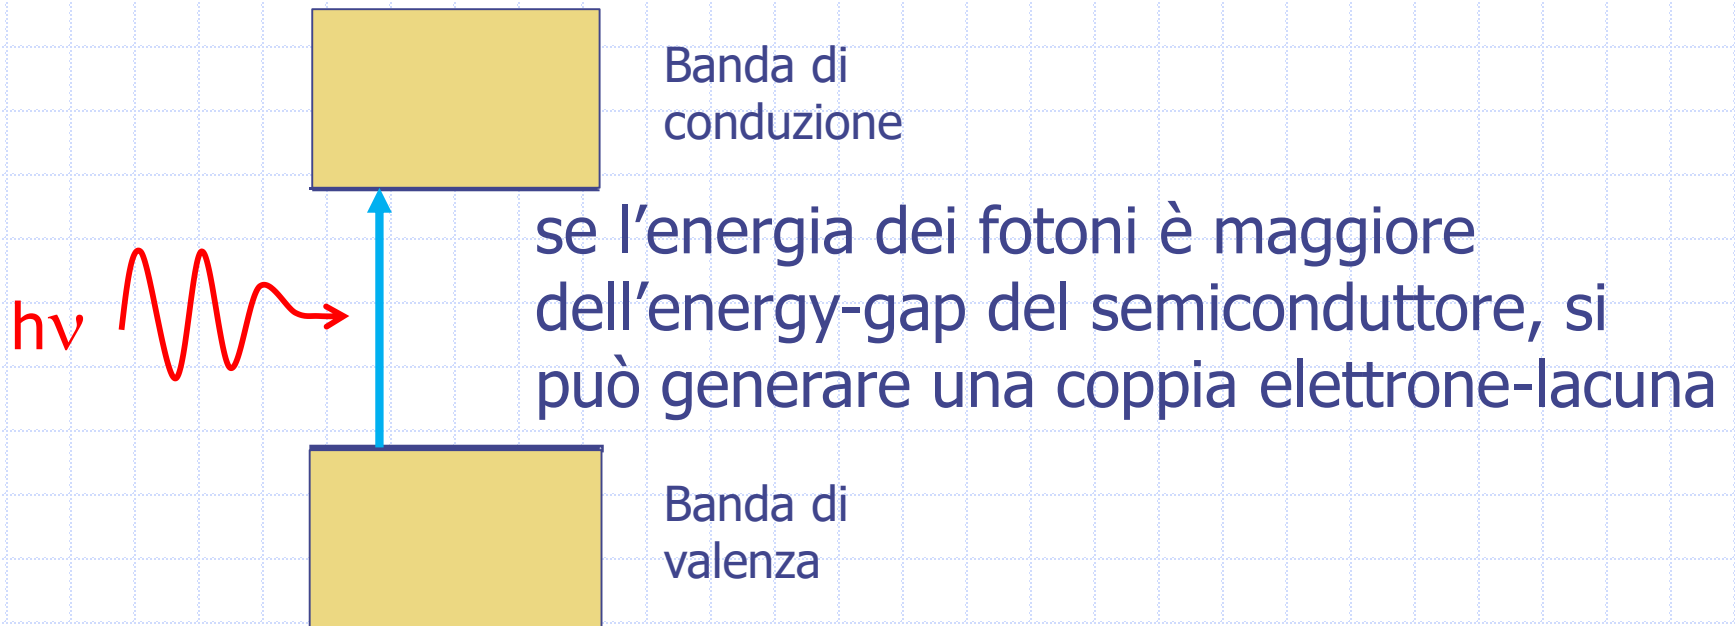 Banda di
conduzione
se l’energia dei fotoni è maggiore
dell’energy-gap del semiconduttore, si
può generare una coppia elettrone-lacuna
hν
Banda di
valenza